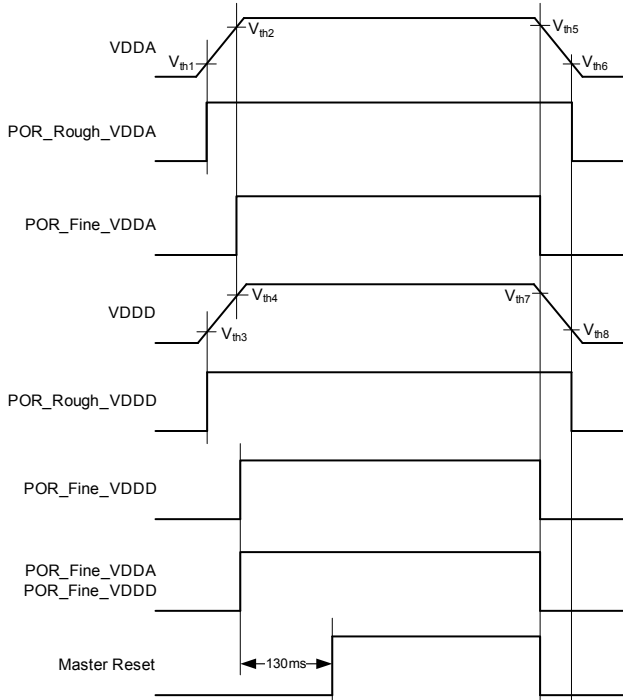 VDDA
Vth1
Vth2
Vth5
Vth6
POR_Rough_VDDA
POR_Fine_VDDA
VDDD
Vth3
Vth4
Vth7
Vth8
POR_Rough_VDDD
POR_Fine_VDDD
POR_Fine_VDDA
POR_Fine_VDDD
130ms
Master Reset